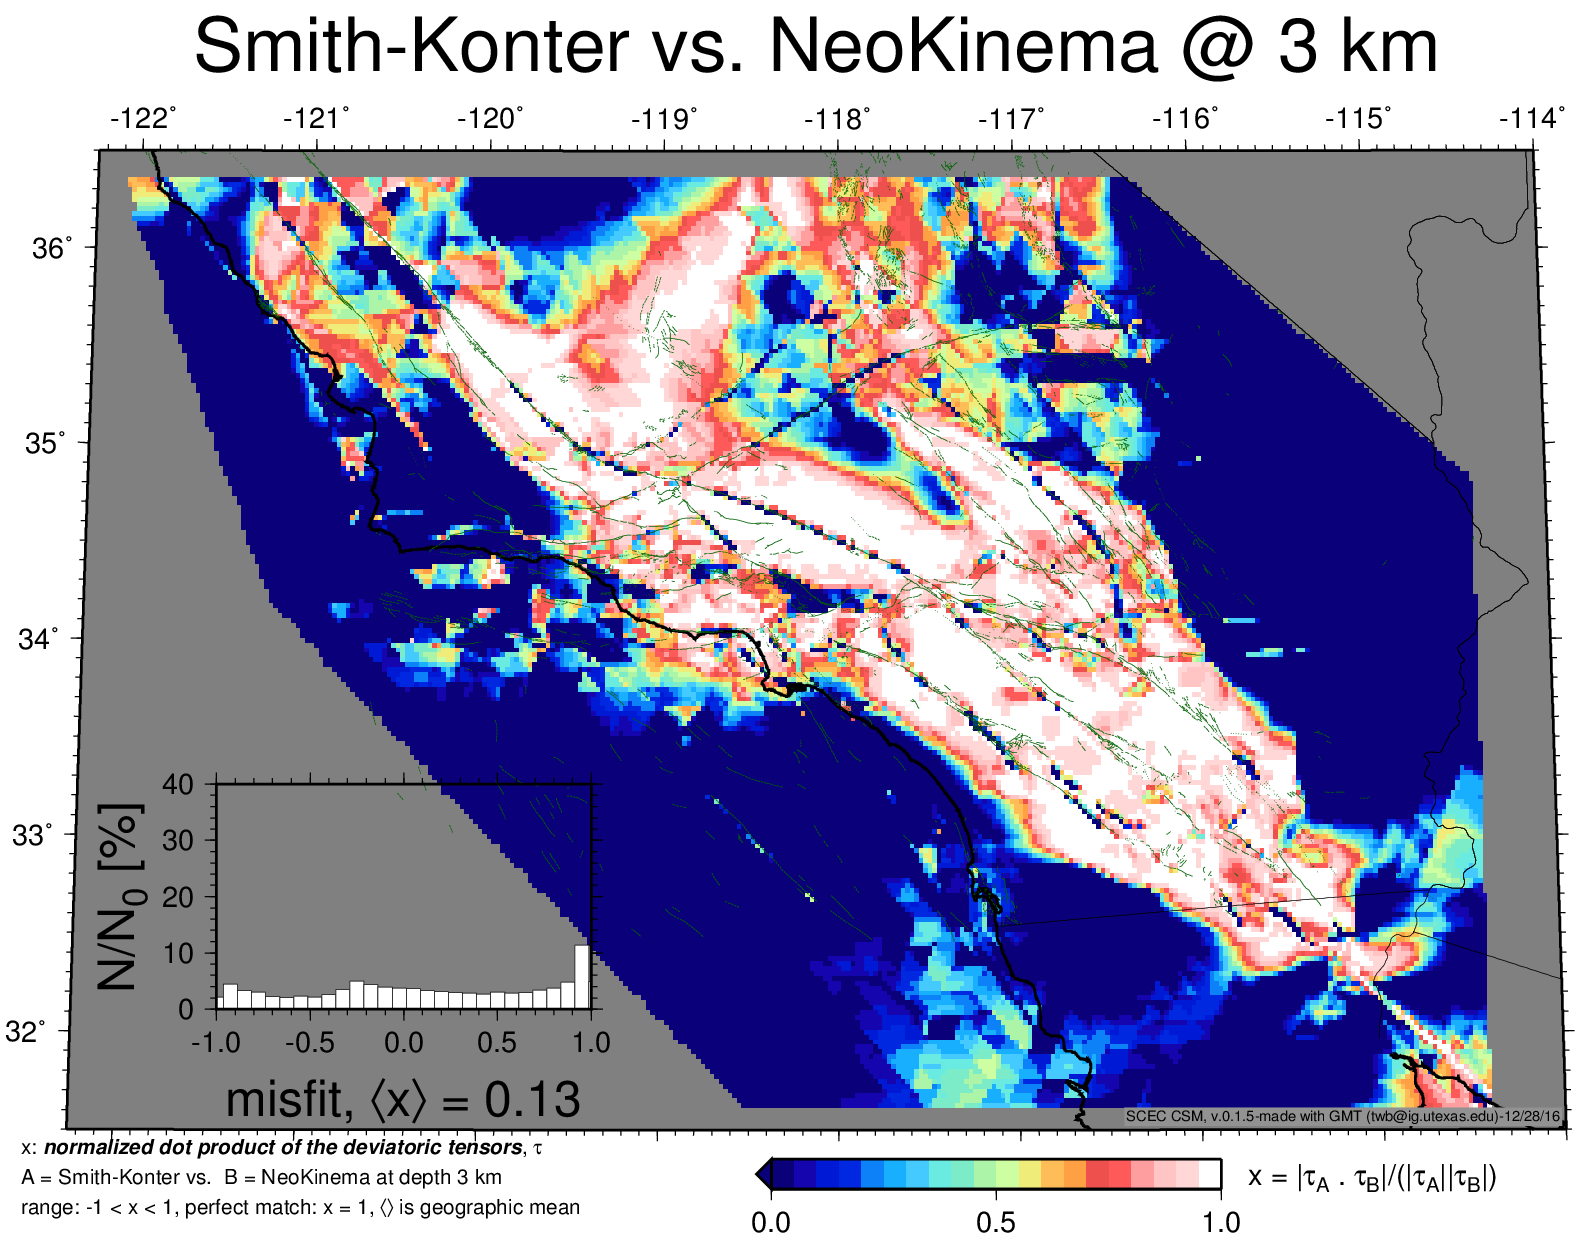 Smith-Konter vs. NeoKinema @ 3 km
-122˚ -121˚ -120˚ -119˚ -118˚ -117˚ -116˚ -115˚ -114˚
36˚
35˚
34˚
33˚
32˚
N/N0 [%]
40
30
20
10
0
-1.0 -0.5 0.0 0.5 1.0
misfit, ⟨x⟩ = 0.13
SCEC CSM, v.0.1.5-made with GMT (twb@ig.utexas.edu)-12/28/16
x: normalized dot product of the deviatoric tensors, τ
A = Smith-Konter vs. B = NeoKinema at depth 3 km
range: -1 < x < 1, perfect match: x = 1, ⟨⟩ is geographic mean
x = |τA . τB|/(|τA||τB|)
0.0 0.5 1.0